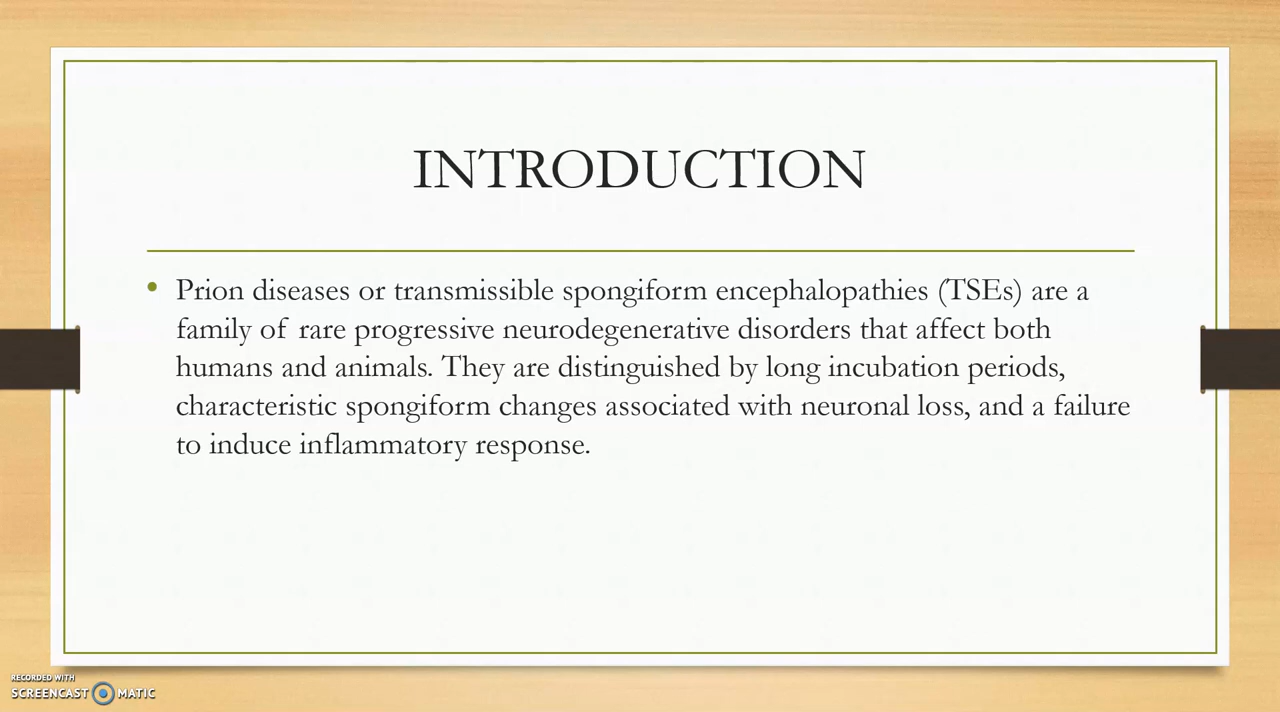 INTRODUCTION
• Prion diseases or transmissible spongiform encephalopathies (TSEs) are a
family of rare progressive neurodegenerative disorders that affect both
humans and animals. They are distinguished by long incubation periods,
characteristic spongiform changes associated with neuronal loss, and a failure
to induce inflammatory response.
RECORDED WITH
SCREENCAST MATIC